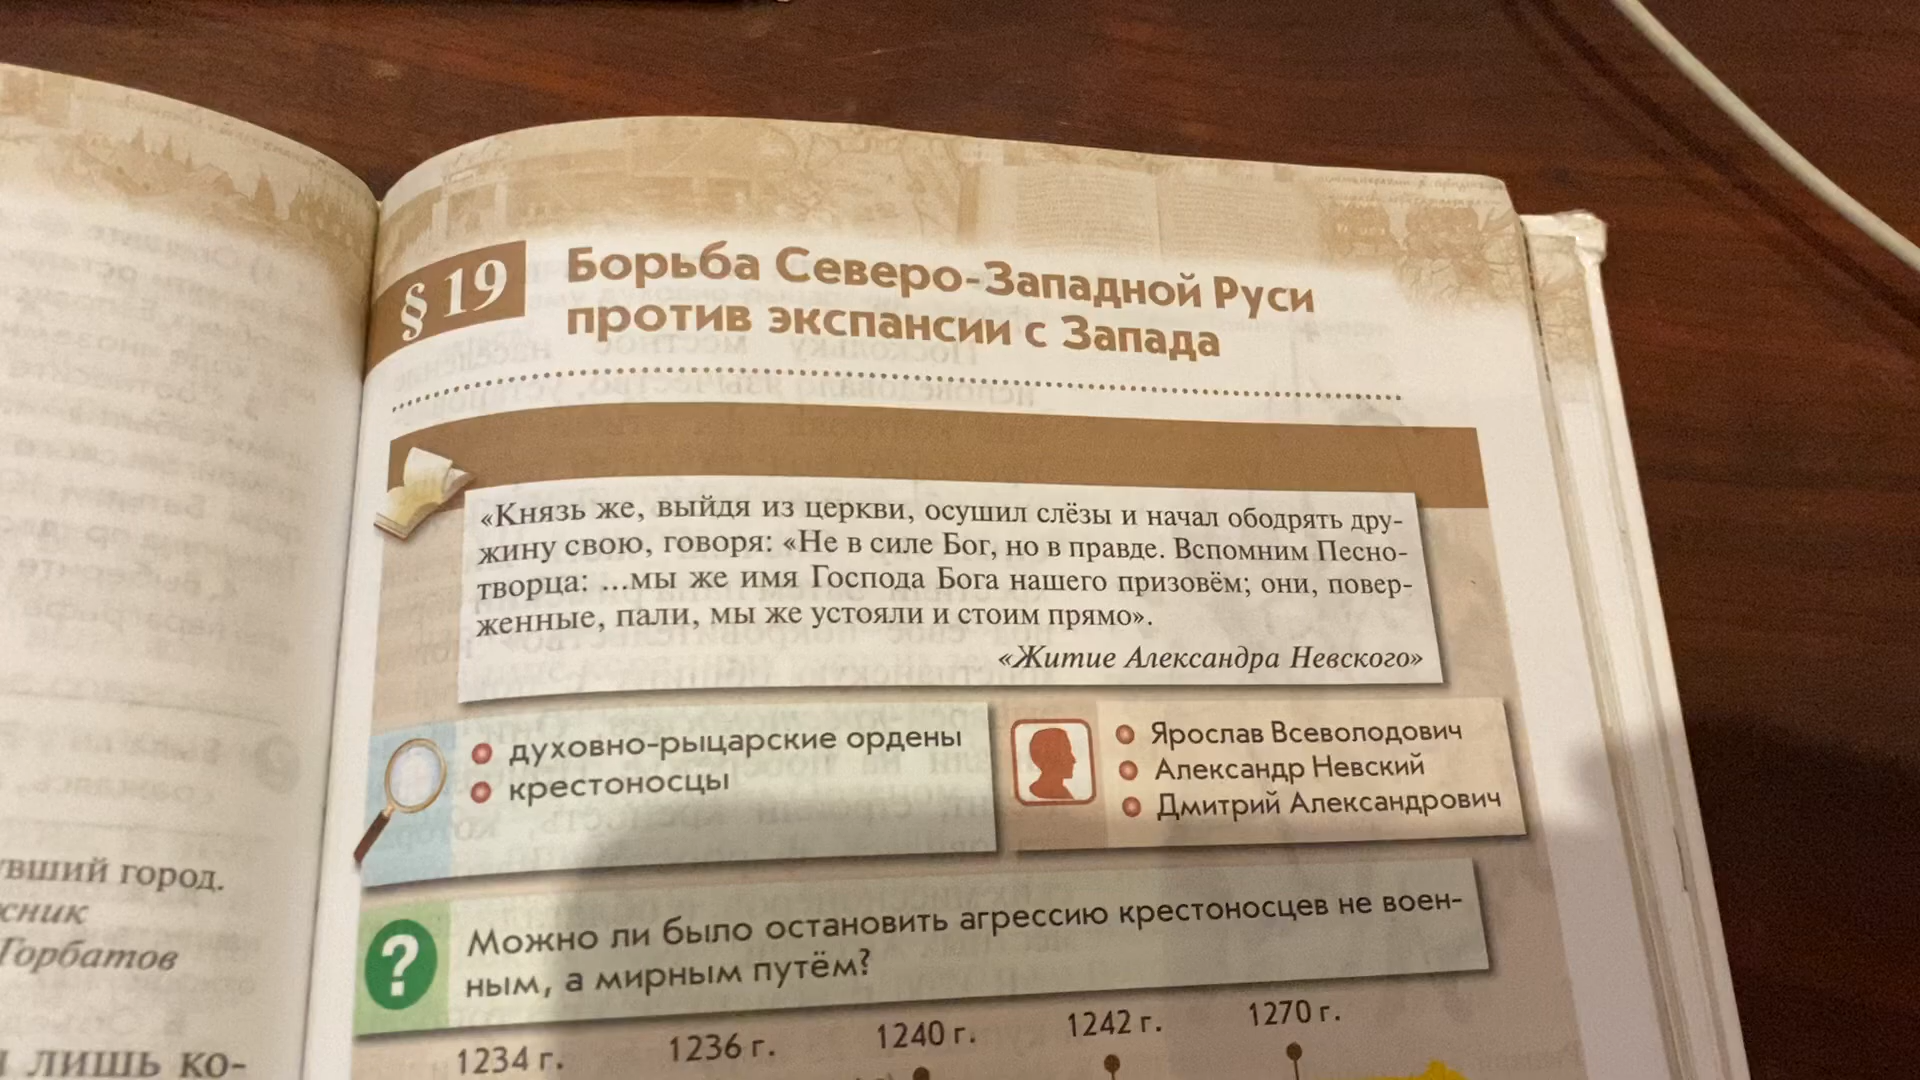 § 19
Борьба Северо-Западной Руси
против экспансии с Запада
«Князь же, выйдя из церкви, осушил слёзы и начал ободрять дру-
жину свою, говоря: «Не в силе Бог, но в правде. Вспомним Песно-
творца: ...мы же имя Господа Бога нашего призовём; они, повер-
женные, пали, мы же устояли и стоим прямо».
«Житие Александра Невского»
духовно-рыцарские ордены
крестоносцы
Ярослав Всеволодович
Александр Невский
Дмитрий Александрович
?
Можно ли было остановить агрессию крестоносцев не воен-
ным, а мирным путём?
1234 г. 1236 г. 1240 г. 1242 г. 1270 г.
город.
Горбатов
лишь ко-